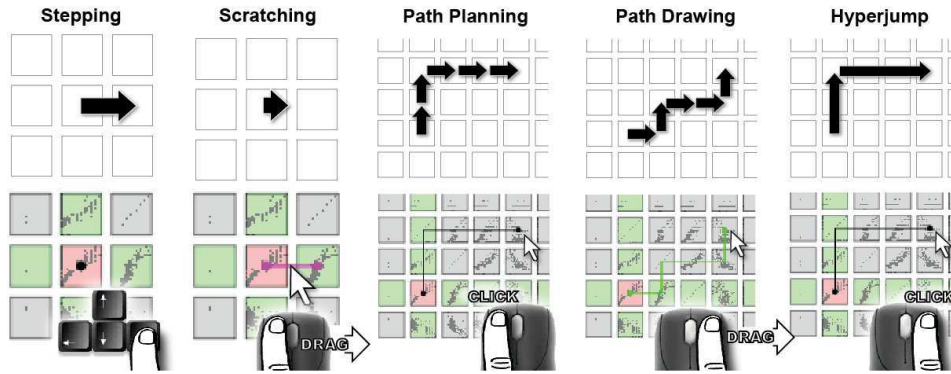 Stepping
Scratching
Path Planning
Path Drawing
Hyperjump
DRAG
CLICK
DRAG
CLICK